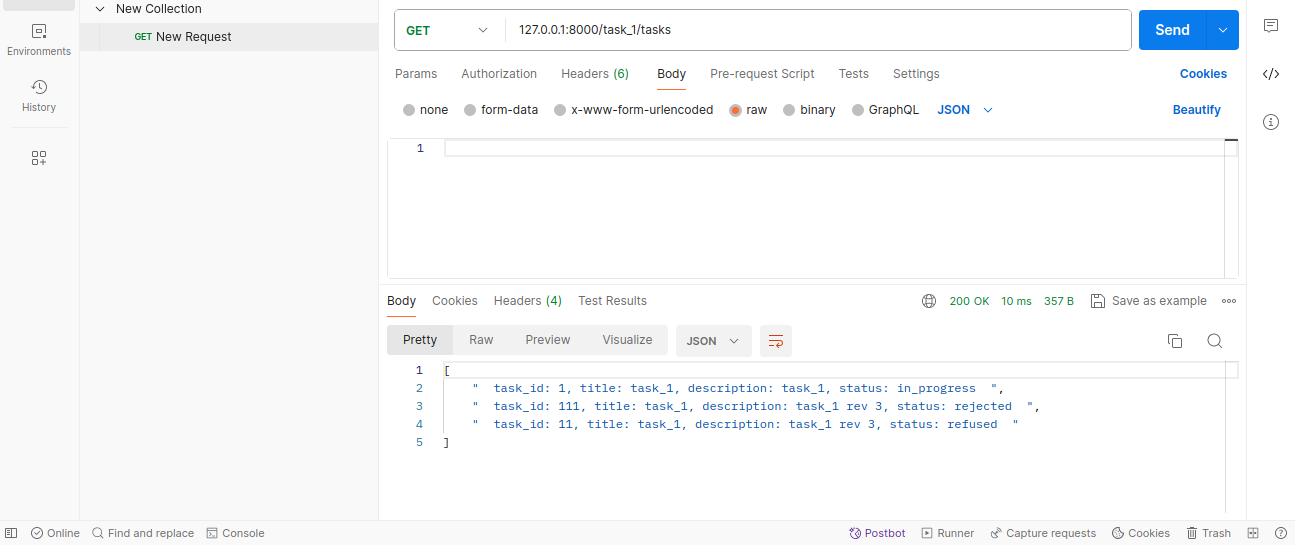 New Collection
GET New Request
Environments
History
GET 127.0.0.1:8000/task_1/tasks Send
Params Authorization Headers (6) Body Pre-request Script Tests Settings Cookies
none form-data x-www-form-urlencoded raw binary GraphQL JSON Beautify
1
Body Cookies Headers (4) Test Results 200 OK 10 ms 357 B Save as example
Pretty Raw Preview Visualize JSON
1 [
2 "  task_id: 1, title: task_1, description: task_1, status: in_progress  ",
3 "  task_id: 111, title: task_1, description: task_1 rev 3, status: rejected  ",
4 "  task_id: 11, title: task_1, description: task_1 rev 3, status: refused  "
5 ]
Online Find and replace Console Postbot Runner Capture requests Cookies Trash